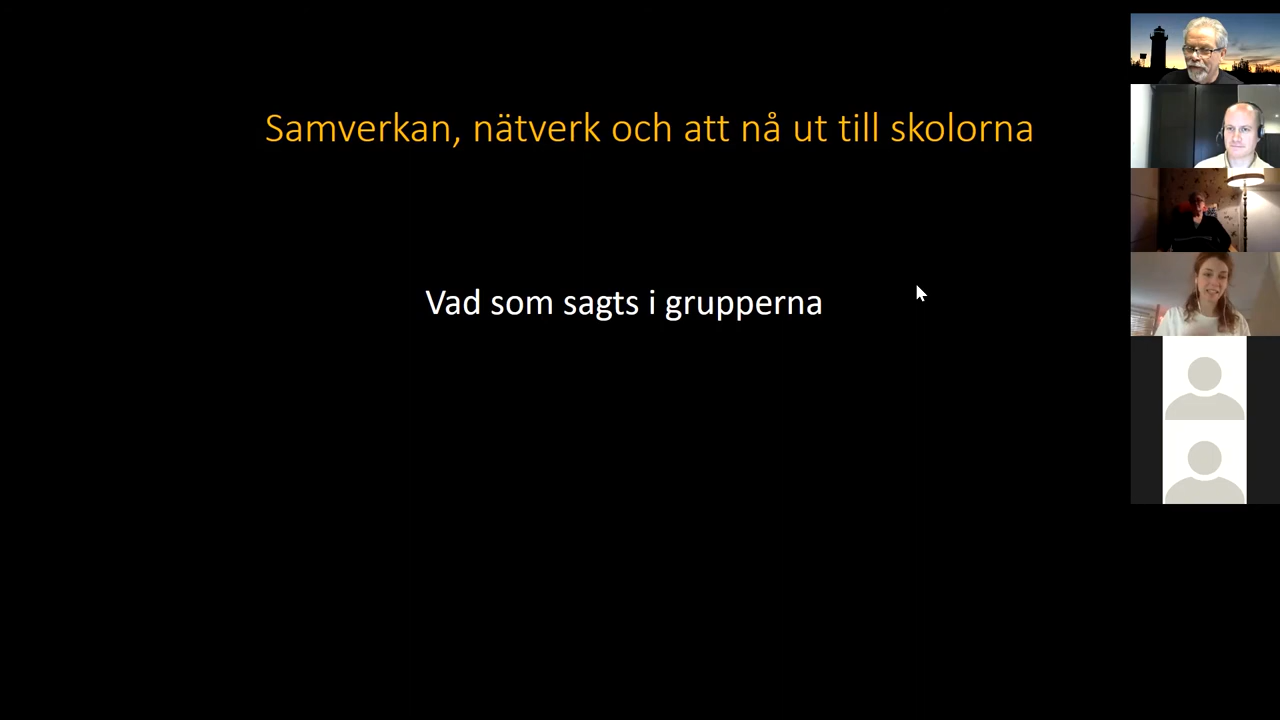 Samverkan, nätverk och att nå ut till skolorna
Vad som sagts i grupperna